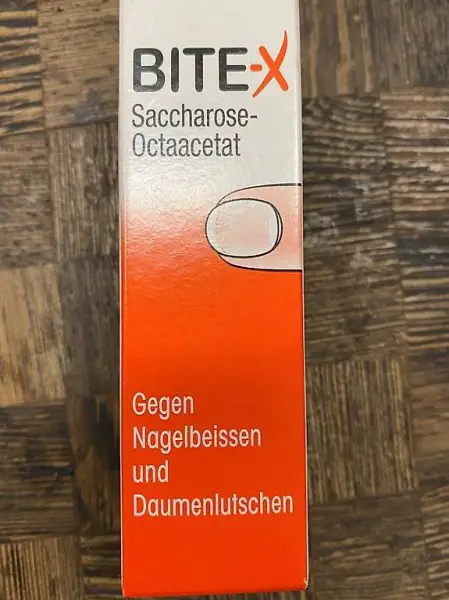 BITE-X
Saccharose-
Octaacetat
Gegen
Nagelbeissen
und
Daumenlutschen